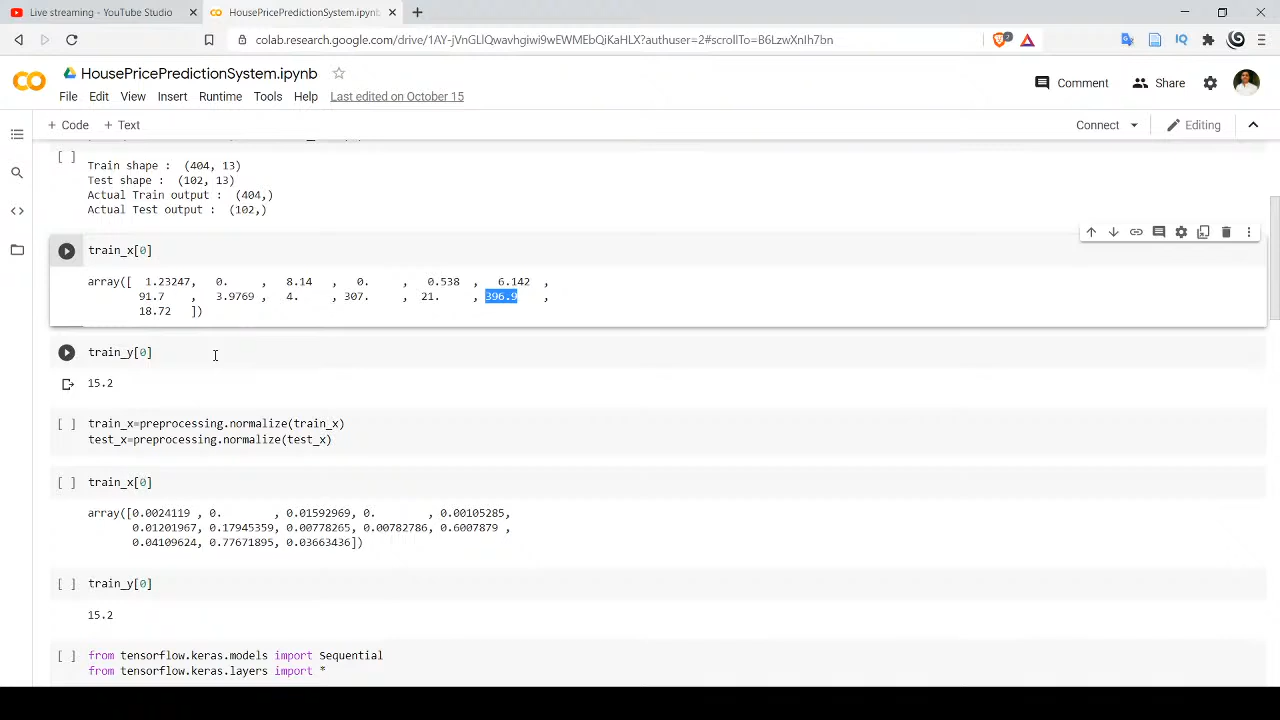 Live streaming - YouTube Studio
HousePricePredictionSystem.ipynb
colab.research.google.com/drive/1AY-jVnGLlQwavhgiwi9wEWMEbQiKaHLX?authuser=2#scrollTo=B6LzwXnIh7bn
2
IQ
HousePricePredictionSystem.ipynb
File Edit View Insert Runtime Tools Help Last edited on October 15
Comment Share
+ Code + Text
Connect Editing
[ ] Train shape : (404, 13)
Test shape : (102, 13)
Actual Train output : (404,)
Actual Test output : (102,)
train_x[0]
array([ 1.23247, 0. , 8.14 , 0. , 0.538 , 6.142 ,
91.7 , 3.9769 , 4. , 307. , 21. , 396.9 ,
18.72 ])
train_y[0]
15.2
[ ] train_x=preprocessing.normalize(train_x)
test_x=preprocessing.normalize(test_x)
[ ] train_x[0]
array([0.0024119 , 0. , 0.01592969, 0. , 0.00105285,
0.01201967, 0.17945359, 0.00778265, 0.00782786, 0.6007879 ,
0.04109624, 0.77671895, 0.03663436])
[ ] train_y[0]
15.2
[ ] from tensorflow.keras.models import Sequential
from tensorflow.keras.layers import *